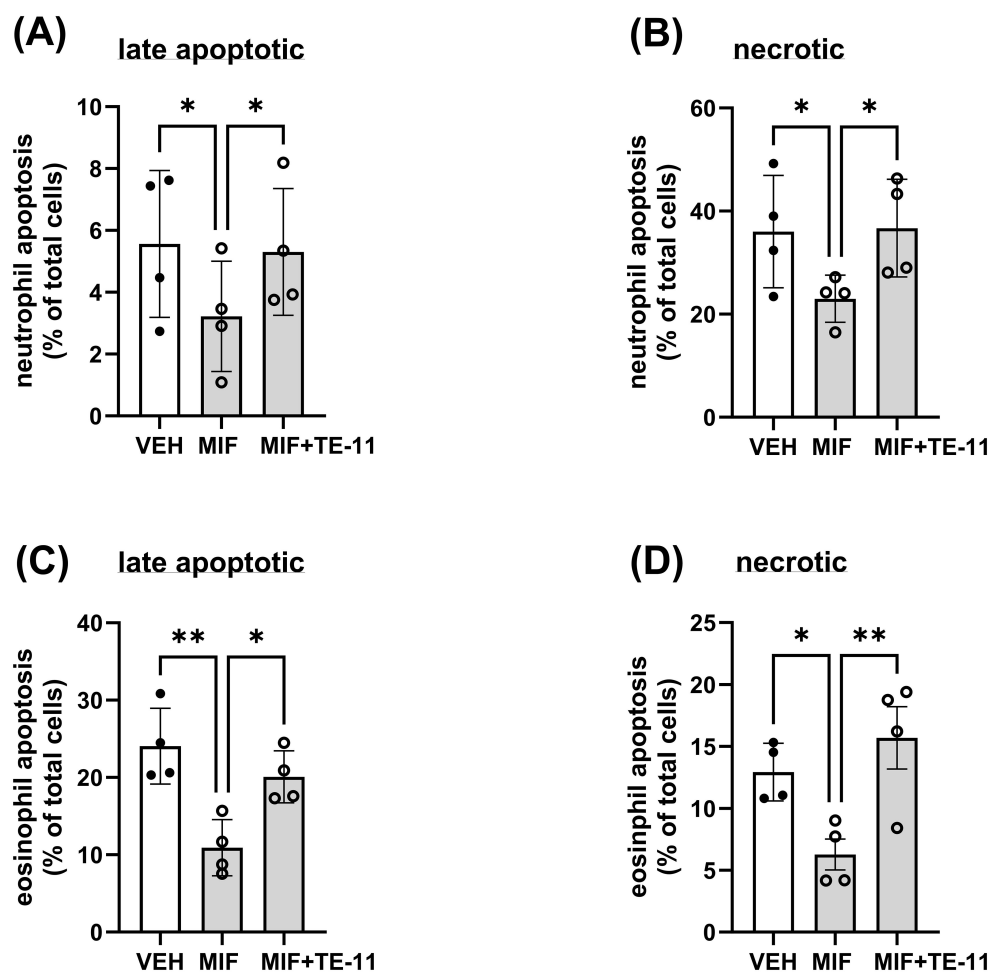 (A)
late apoptotic
neutrophil apoptosis
(% of total cells)
10
8
6
4
2
0
* *
VEH MIF MIF+TE-11
(B)
necrotic
neutrophil apoptosis
(% of total cells)
60
40
20
0
* *
VEH MIF MIF+TE-11
(C)
late apoptotic
eosinophil apoptosis
(% of total cells)
40
30
20
10
0
** *
VEH MIF MIF+TE-11
(D)
necrotic
eosinphil apoptosis
(% of total cells)
25
20
15
10
5
0
* **
VEH MIF MIF+TE-11